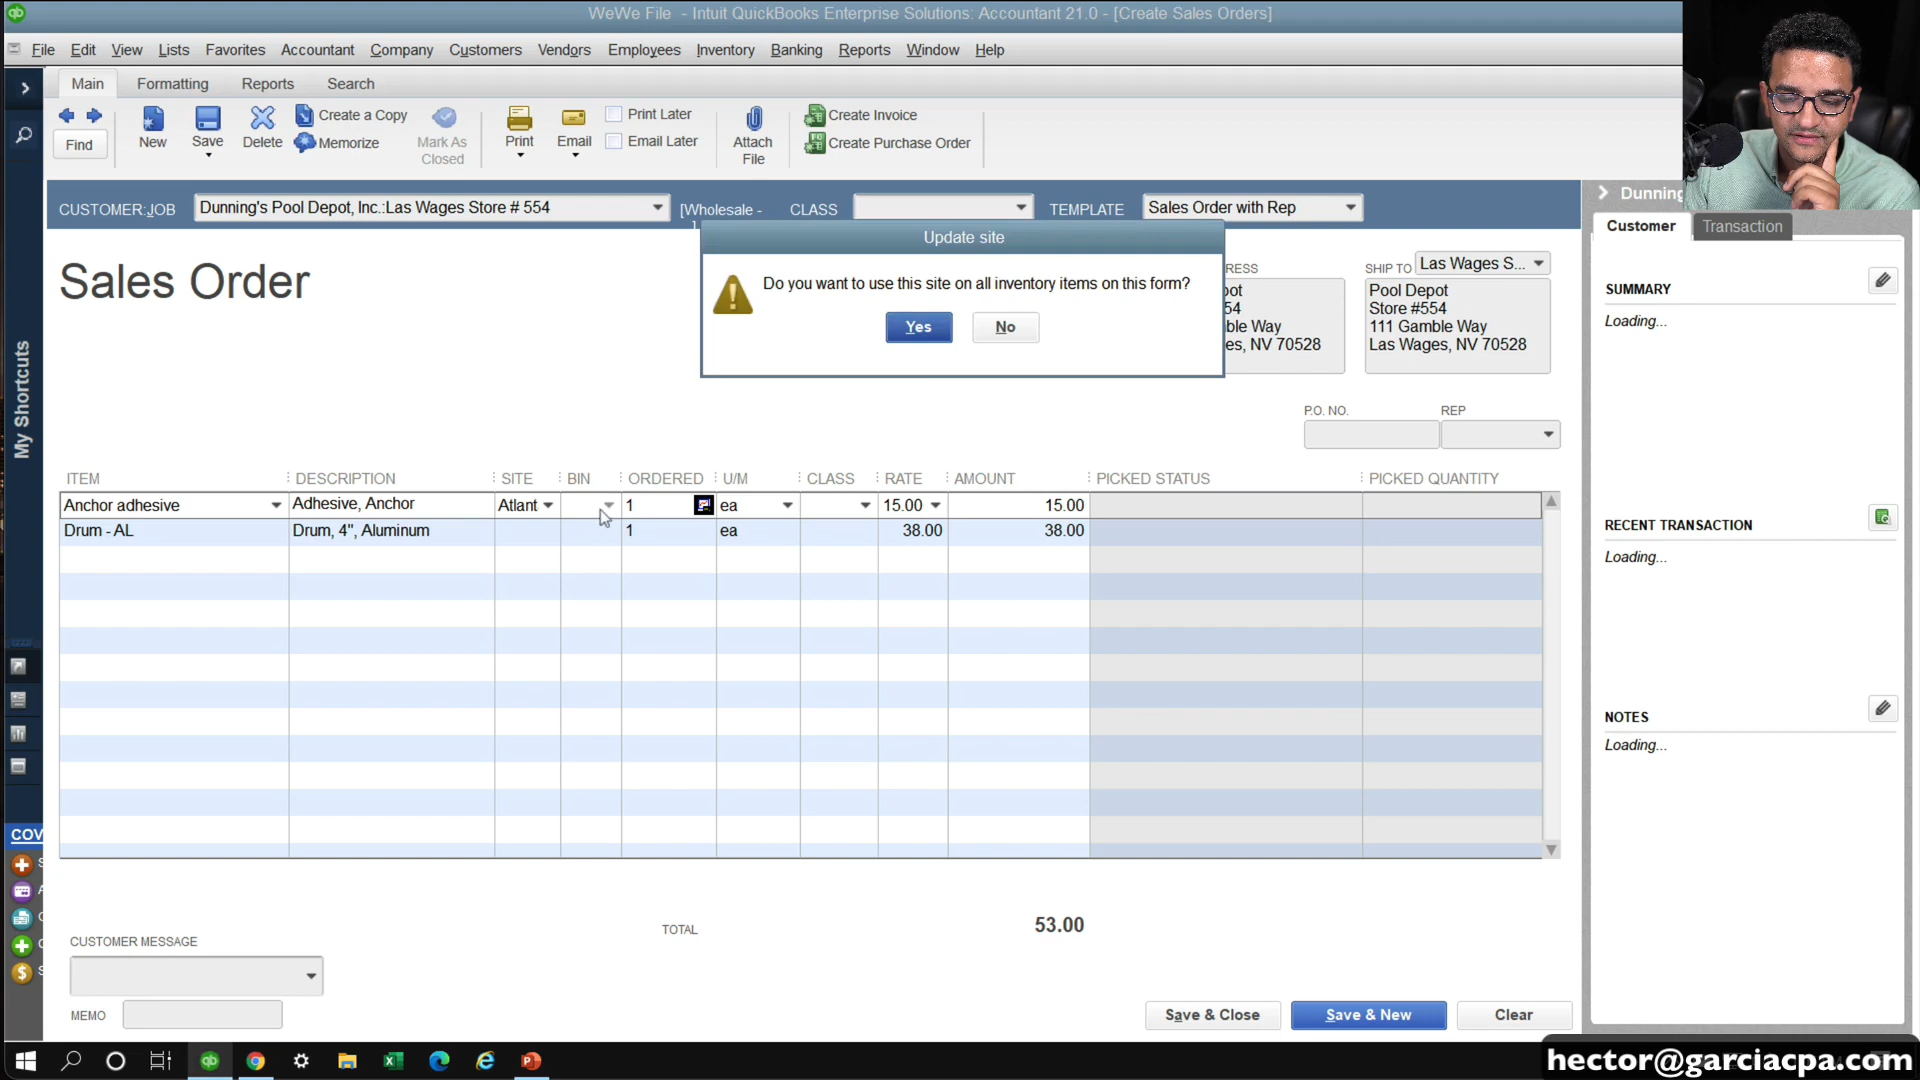 WeWe File - Intuit QuickBooks Enterprise Solutions: Accountant 21.0 - [Create Sales Orders]
File Edit View Lists Favorites Accountant Company Customers Vendors Employees Inventory Banking Reports Window Help
Main Formatting Reports Search
Find
New
Save
Delete
Create a Copy
Memorize
Mark As
Closed
Print
Email
Print Later
Email Later
Attach
File
Create Invoice
Create Purchase Order
My Shortcuts
COV
CUSTOMER:JOB Dunning's Pool Depot, Inc.:Las Wages Store # 554 [Wholesale - CLASS TEMPLATE Sales Order with Rep
Update site
Do you want to use this site on all inventory items on this form?
Yes No
Sales Order
RESS
ot
54
ble Way
es, NV 70528
SHIP TO Las Wages S...
Pool Depot
Store #554
111 Gamble Way
Las Wages, NV 70528
P.O. NO. REP
ITEM DESCRIPTION SITE BIN ORDERED U/M CLASS RATE AMOUNT PICKED STATUS PICKED QUANTITY
Anchor adhesive Adhesive, Anchor Atlant 1 ea 15.00 15.00
Drum - AL Drum, 4", Aluminum 1 ea 38.00 38.00
TOTAL 53.00
CUSTOMER MESSAGE
MEMO
Save & Close Save & New Clear
Dunning
Customer Transaction
SUMMARY
Loading...
RECENT TRANSACTION
Loading...
NOTES
Loading...
hector@garciacpa.com